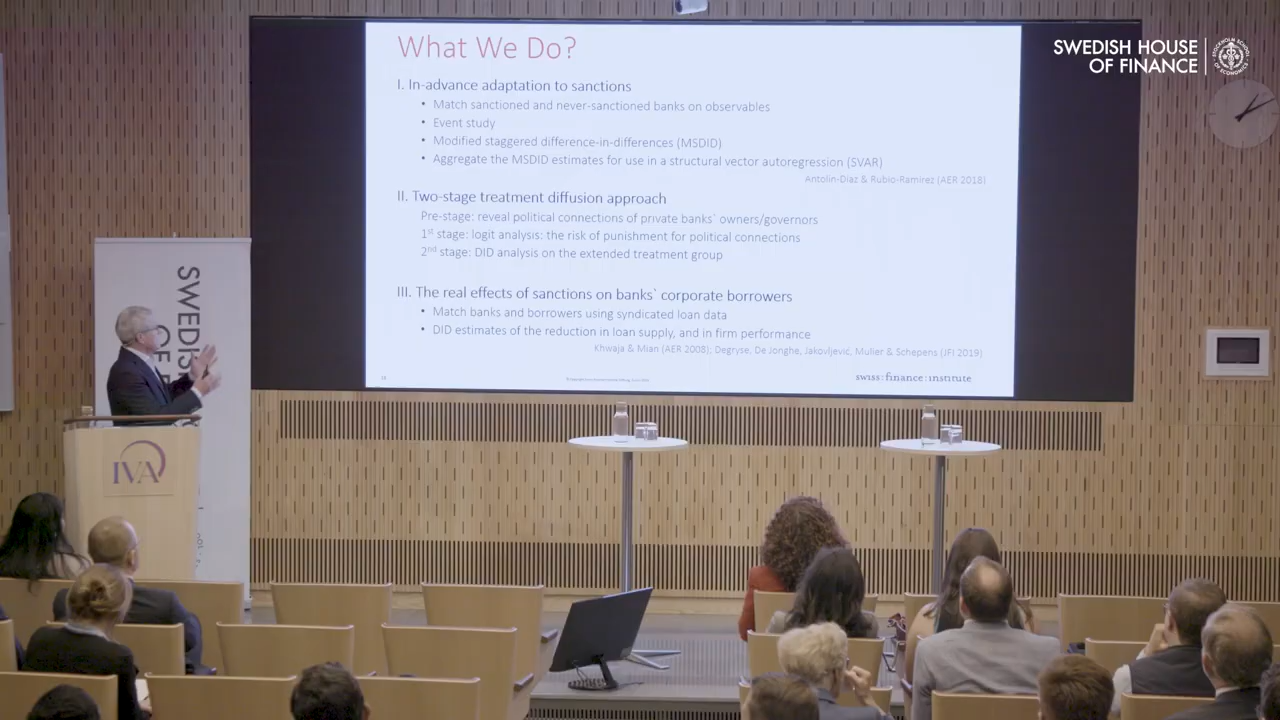 What We Do?
SWEDISH HOUSE
OF FINANCE
I. In-advance adaptation to sanctions
• Match sanctioned and never-sanctioned banks on observables
• Event study
• Modified staggered difference-in-differences (MSDID)
• Aggregate the MSDID estimates for use in a structural vector autoregression (SVAR)
Antolin-Diaz & Rubio-Ramirez (AER 2018)
II. Two-stage treatment diffusion approach
Pre-stage: reveal political connections of private banks` owners/governors
1st stage: logit analysis: the risk of punishment for political connections
2nd stage: DID analysis on the extended treatment group
III. The real effects of sanctions on banks` corporate borrowers
• Match banks and borrowers using syndicated loan data
• DID estimates of the reduction in loan supply, and in firm performance
Khwaja & Mian (AER 2008); Degryse, De Jonghe, Jakovljević, Muller & Schepens (JFI 2019)
swiss:finance:institute
SWEDIS
IVA